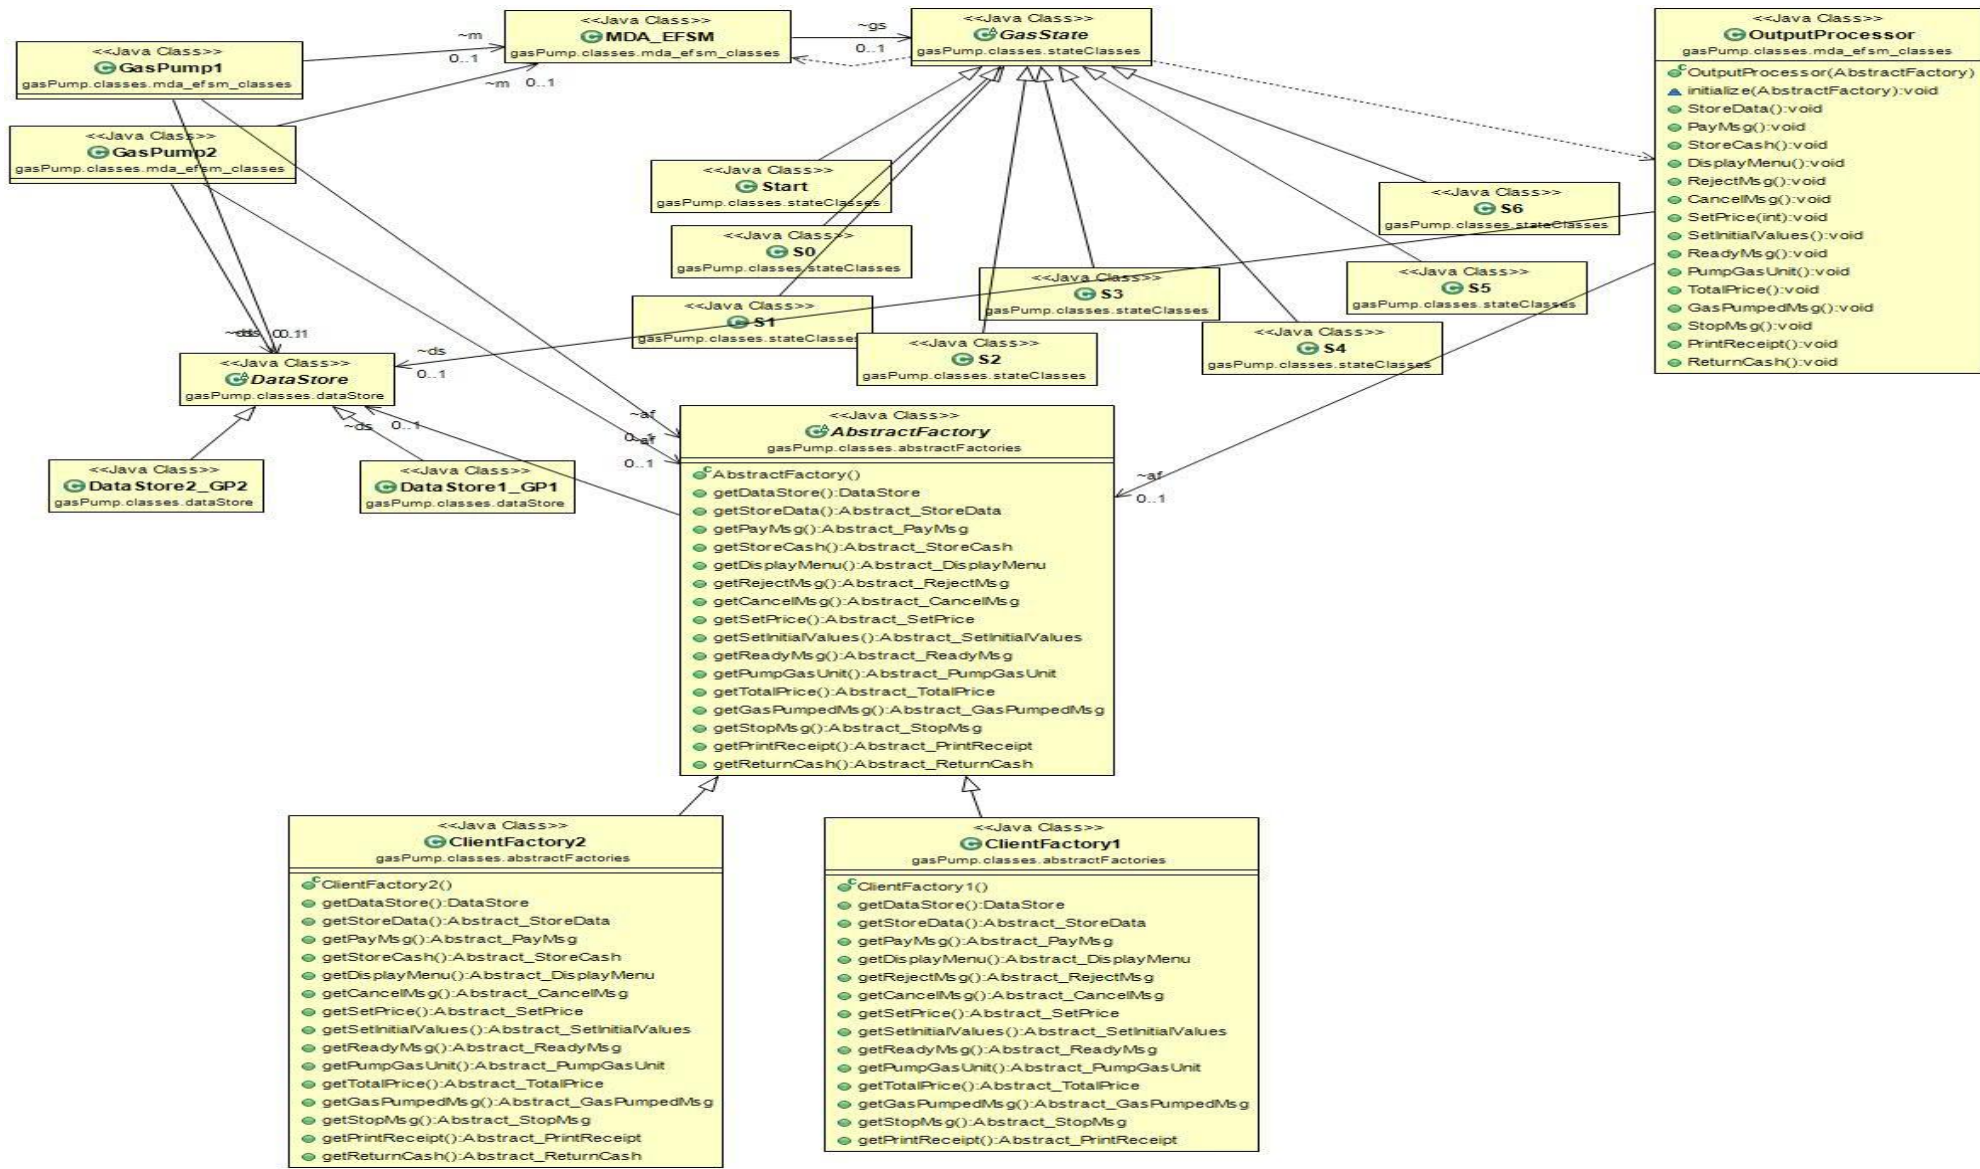 <<Java Class>>
GasPump1
gasPump.classes.mda_efsm_classes
<<Java Class>>
GasPump2
gasPump.classes.mda_efsm_classes
~m
0..1
~m 0..1
<<Java Class>>
MDA_EFSM
gasPump.classes.mda_efsm_classes
~gs
0..1
<<Java Class>>
GasState
gasPump.classes.stateClasses
<<Java Class>>
Start
gasPump.classes.stateClasses
<<Java Class>>
S0
gasPump.classes.stateClasses
<<Java Class>>
S1
gasPump.classes.stateClasses
<<Java Class>>
S2
gasPump.classes.stateClasses
<<Java Class>>
S3
gasPump.classes.stateClasses
<<Java Class>>
S4
gasPump.classes.stateClasses
<<Java Class>>
S5
gasPump.classes.stateClasses
<<Java Class>>
S6
gasPump.classes.stateClasses
<<Java Class>>
OutputProcessor
gasPump.classes.mda_efsm_classes
OutputProcessor(AbstractFactory)
initialize(AbstractFactory):void
StoreData():void
PayMsg():void
StoreCash():void
DisplayMenu():void
RejectMsg():void
CancelMsg():void
SetPrice(int):void
SetInitialValues():void
ReadyMsg():void
PumpGasUnit():void
TotalPrice():void
GasPumpedMsg():void
StopMsg():void
PrintReceipt():void
ReturnCash():void
<<Java Class>>
DataStore
gasPump.classes.dataStore
~ds
0..1
~ds 0..1
<<Java Class>>
DataStore2_GP2
gasPump.classes.dataStore
<<Java Class>>
DataStore1_GP1
gasPump.classes.dataStore
~af
0..1
~af
0..1
<<Java Class>>
AbstractFactory
gasPump.classes.abstractFactories
AbstractFactory()
getDataStore():DataStore
getStoreData():Abstract_StoreData
getPayMsg():Abstract_PayMsg
getStoreCash():Abstract_StoreCash
getDisplayMenu():Abstract_DisplayMenu
getRejectMsg():Abstract_RejectMsg
getCancelMsg():Abstract_CancelMsg
getSetPrice():Abstract_SetPrice
getSetInitialValues():Abstract_SetInitialValues
getReadyMsg():Abstract_ReadyMsg
getPumpGasUnit():Abstract_PumpGasUnit
getTotalPrice():Abstract_TotalPrice
getGasPumpedMsg():Abstract_GasPumpedMsg
getStopMsg():Abstract_StopMsg
getPrintReceipt():Abstract_PrintReceipt
getReturnCash():Abstract_ReturnCash
~af
0..1
<<Java Class>>
ClientFactory2
gasPump.classes.abstractFactories
ClientFactory2()
getDataStore():DataStore
getStoreData():Abstract_StoreData
getPayMsg():Abstract_PayMsg
getStoreCash():Abstract_StoreCash
getDisplayMenu():Abstract_DisplayMenu
getCancelMsg():Abstract_CancelMsg
getSetPrice():Abstract_SetPrice
getSetInitialValues():Abstract_SetInitialValues
getReadyMsg():Abstract_ReadyMsg
getPumpGasUnit():Abstract_PumpGasUnit
getTotalPrice():Abstract_TotalPrice
getGasPumpedMsg():Abstract_GasPumpedMsg
getStopMsg():Abstract_StopMsg
getPrintReceipt():Abstract_PrintReceipt
getReturnCash():Abstract_ReturnCash
<<Java Class>>
ClientFactory1
gasPump.classes.abstractFactories
ClientFactory1()
getDataStore():DataStore
getStoreData():Abstract_StoreData
getPayMsg():Abstract_PayMsg
getDisplayMenu():Abstract_DisplayMenu
getRejectMsg():Abstract_RejectMsg
getCancelMsg():Abstract_CancelMsg
getSetPrice():Abstract_SetPrice
getSetInitialValues():Abstract_SetInitialValues
getReadyMsg():Abstract_ReadyMsg
getPumpGasUnit():Abstract_PumpGasUnit
getTotalPrice():Abstract_TotalPrice
getGasPumpedMsg():Abstract_GasPumpedMsg
getStopMsg():Abstract_StopMsg
getPrintReceipt():Abstract_PrintReceipt